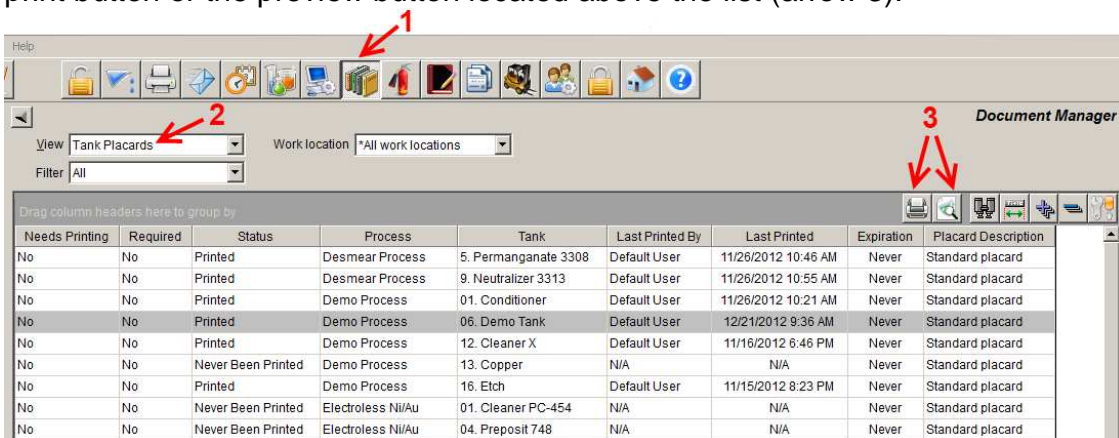 print button or the preview button located above the list (arrow 3).
1
Help
2
3
Document Manager
View Tank Placards Work location *All work locations
Filter All
Drag column headers here to group by
Needs Printing Required Status Process Tank Last Printed By Last Printed Expiration Placard Description
No No Printed Desmear Process 5. Permanganate 3308 Default User 11/26/2012 10:46 AM Never Standard placard
No No Printed Desmear Process 9. Neutralizer 3313 Default User 11/26/2012 10:55 AM Never Standard placard
No No Printed Demo Process 01. Conditioner Default User 11/26/2012 10:21 AM Never Standard placard
No No Printed Demo Process 06. Demo Tank Default User 12/21/2012 9:36 AM Never Standard placard
No No Printed Demo Process 12. Cleaner X Default User 11/16/2012 6:46 PM Never Standard placard
No No Never Been Printed Demo Process 13. Copper N/A N/A Never Standard placard
No No Printed Demo Process 16. Etch Default User 11/15/2012 8:23 PM Never Standard placard
No No Never Been Printed Electroless Ni/Au 01. Cleaner PC-454 N/A N/A Never Standard placard
No No Never Been Printed Electroless Ni/Au 04. Preposit 748 N/A N/A Never Standard placard